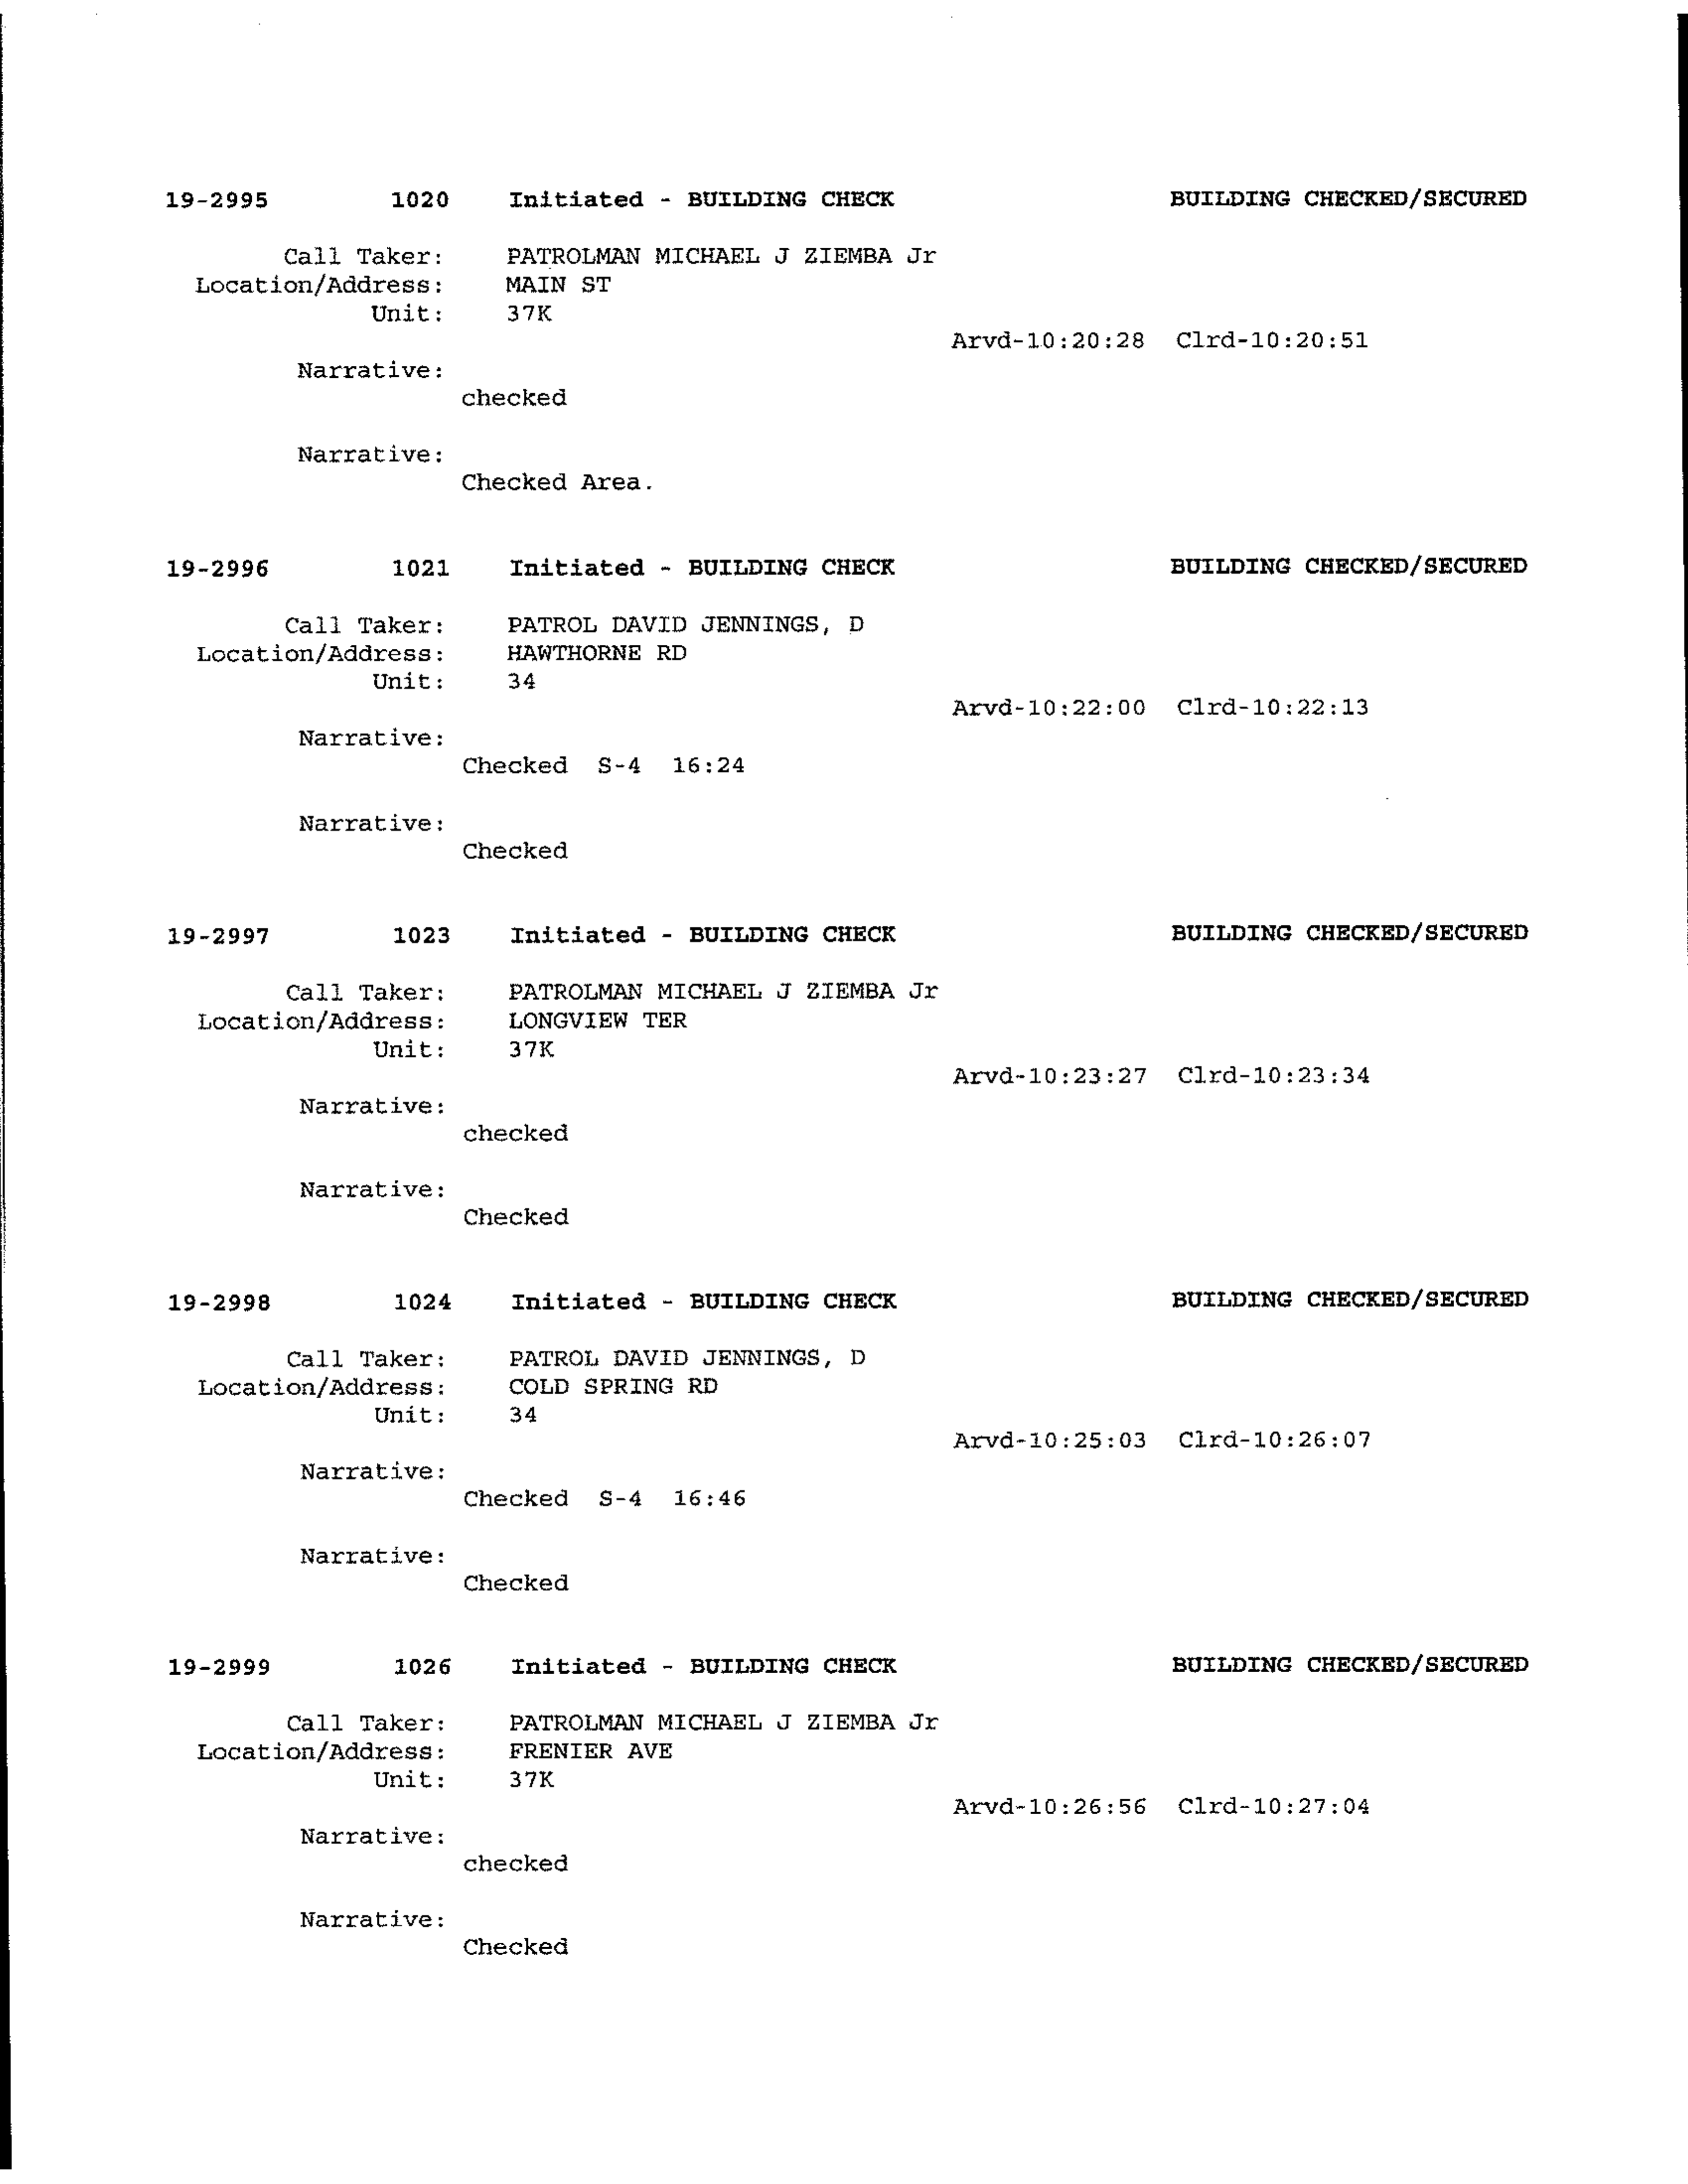 19-2995 1020 Initiated - BUILDING CHECK BUILDING CHECKED/SECURED
Call Taker: PATROLMAN MICHAEL J ZIEMBA Jr
Location/Address: MAIN ST
Unit: 37K
Arvd-10:20:28 Clrd-10:20:51
Narrative:
checked
Narrative:
Checked Area.
19-2996 1021 Initiated - BUILDING CHECK BUILDING CHECKED/SECURED
Call Taker: PATROL DAVID JENNINGS, D
Location/Address: HAWTHORNE RD
Unit: 34
Arvd-10:22:00 Clrd-10:22:13
Narrative:
Checked S-4 16:24
Narrative:
Checked
19-2997 1023 Initiated - BUILDING CHECK BUILDING CHECKED/SECURED
Call Taker: PATROLMAN MICHAEL J ZIEMBA Jr
Location/Address: LONGVIEW TER
Unit: 37K
Arvd-10:23:27 Clrd-10:23:34
Narrative:
checked
Narrative:
Checked
19-2998 1024 Initiated - BUILDING CHECK BUILDING CHECKED/SECURED
Call Taker: PATROL DAVID JENNINGS, D
Location/Address: COLD SPRING RD
Unit: 34
Arvd-10:25:03 Clrd-10:26:07
Narrative:
Checked S-4 16:46
Narrative:
Checked
19-2999 1026 Initiated - BUILDING CHECK BUILDING CHECKED/SECURED
Call Taker: PATROLMAN MICHAEL J ZIEMBA Jr
Location/Address: FRENIER AVE
Unit: 37K
Arvd-10:26:56 Clrd-10:27:04
Narrative:
checked
Narrative:
Checked